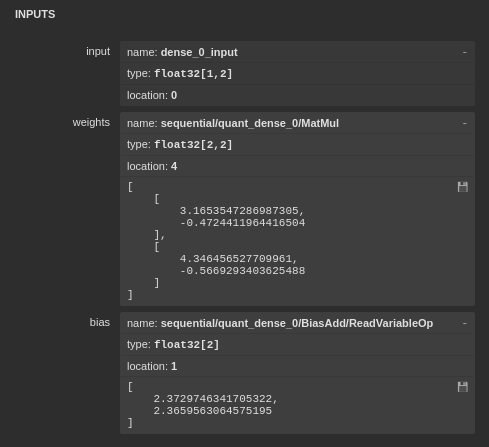 INPUTS
input
name: dense_0_input
-
type: float32[1,2]
location: 0
weights
name: sequential/quant_dense_0/MatMul
-
type: float32[2,2]
location: 4
[
[
3.1653547286987305,
-0.4724411964416504
],
[
4.346456527709961,
-0.5669293403625488
]
]
bias
name: sequential/quant_dense_0/BiasAdd/ReadVariableOp
-
type: float32[2]
location: 1
[
2.3729746341705322,
2.3659563064575195
]